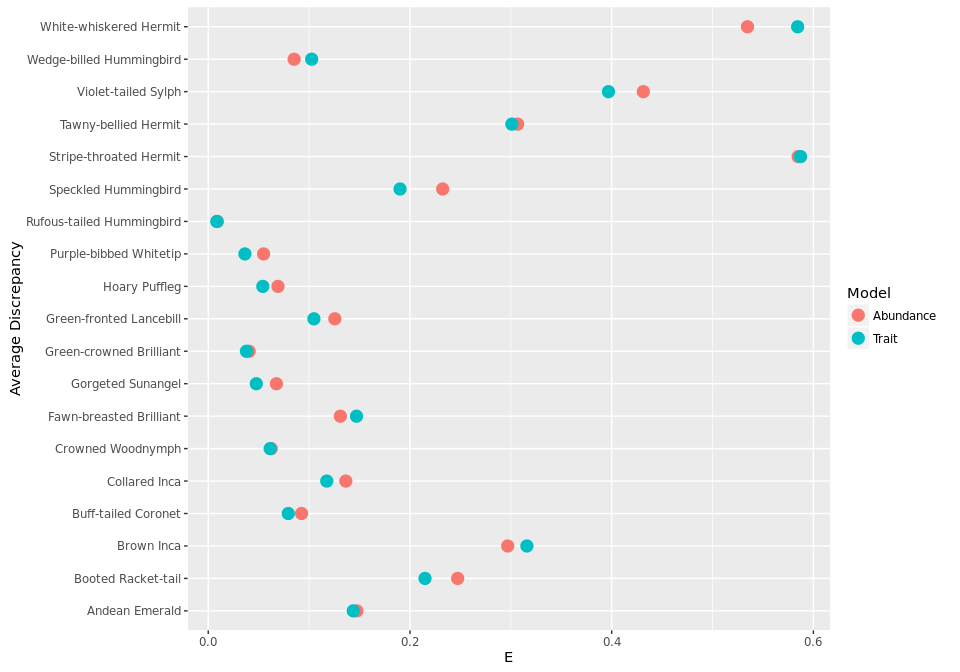 White-whiskered Hermit
Wedge-billed Hummingbird
Violet-tailed Sylph
Tawny-bellied Hermit
Stripe-throated Hermit
Speckled Hummingbird
Rufous-tailed Hummingbird
Purple-bibbed Whitetip
Hoary Puffleg
Green-fronted Lancebill
Green-crowned Brilliant
Gorgeted Sunangel
Fawn-breasted Brilliant
Crowned Woodnymph
Collared Inca
Buff-tailed Coronet
Brown Inca
Booted Racket-tail
Andean Emerald
Average Discrepancy
0.0 0.2 0.4 0.6
E
Model
Abundance
Trait